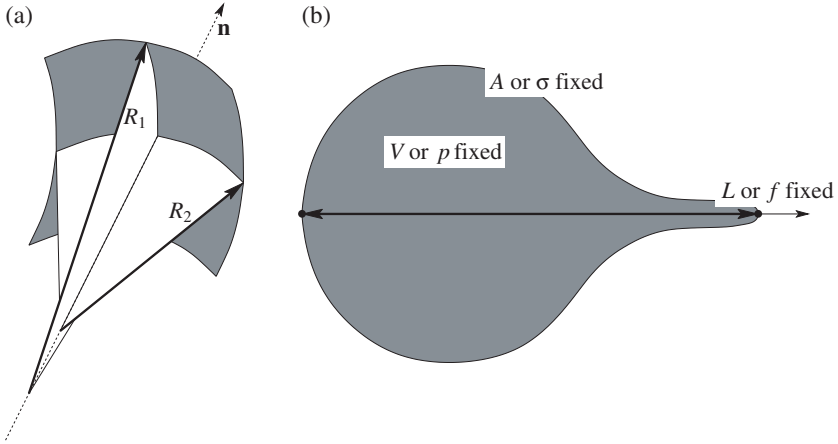 (a)
n
R1
R2
(b)
A or σ fixed
V or p fixed
L or f fixed